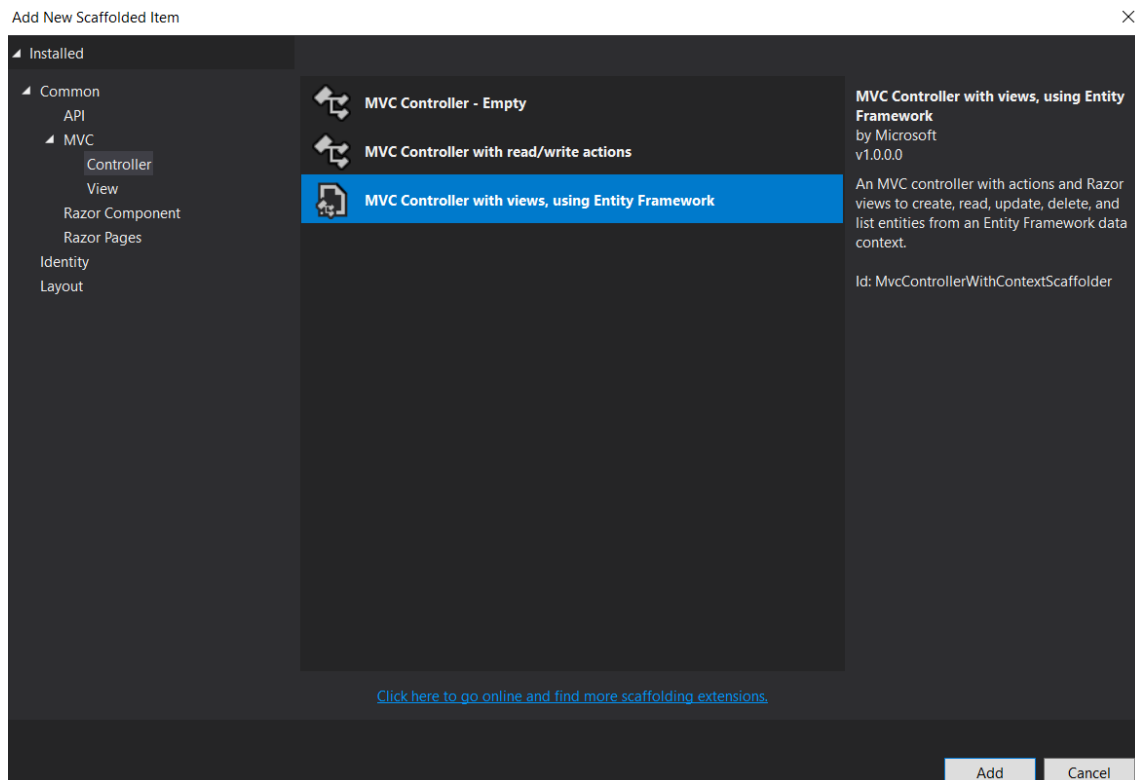 Add New Scaffolded Item
Installed
Common
API
MVC
Controller
View
Razor Component
Razor Pages
Identity
Layout
MVC Controller - Empty
MVC Controller with read/write actions
MVC Controller with views, using Entity Framework
MVC Controller with views, using Entity
Framework
by Microsoft
v1.0.0.0
An MVC controller with actions and Razor
views to create, read, update, delete, and
list entities from an Entity Framework data
context.
Id: MvcControllerWithContextScaffolder
Click here to go online and find more scaffolding extensions.
Add
Cancel